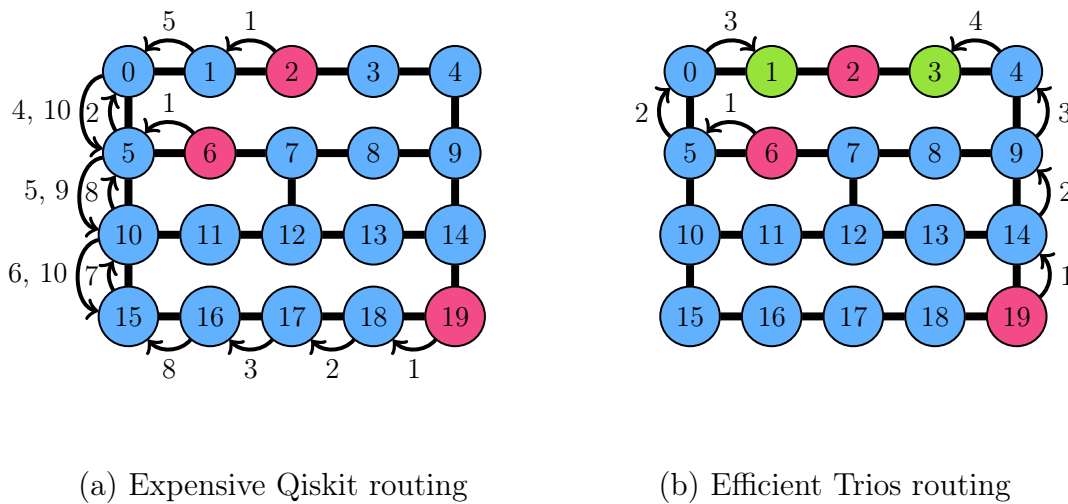 5 1
0 1 2 3 4
4, 10 2 1
5 6 7 8 9
5, 9 8
10 11 12 13 14
6, 10 7
15 16 17 18 19
8 3 2 1
(a) Expensive Qiskit routing
3 4
0 1 2 3 4
2 1 3
5 6 7 8 9
2
10 11 12 13 14
1
15 16 17 18 19
(b) Efficient Trios routing